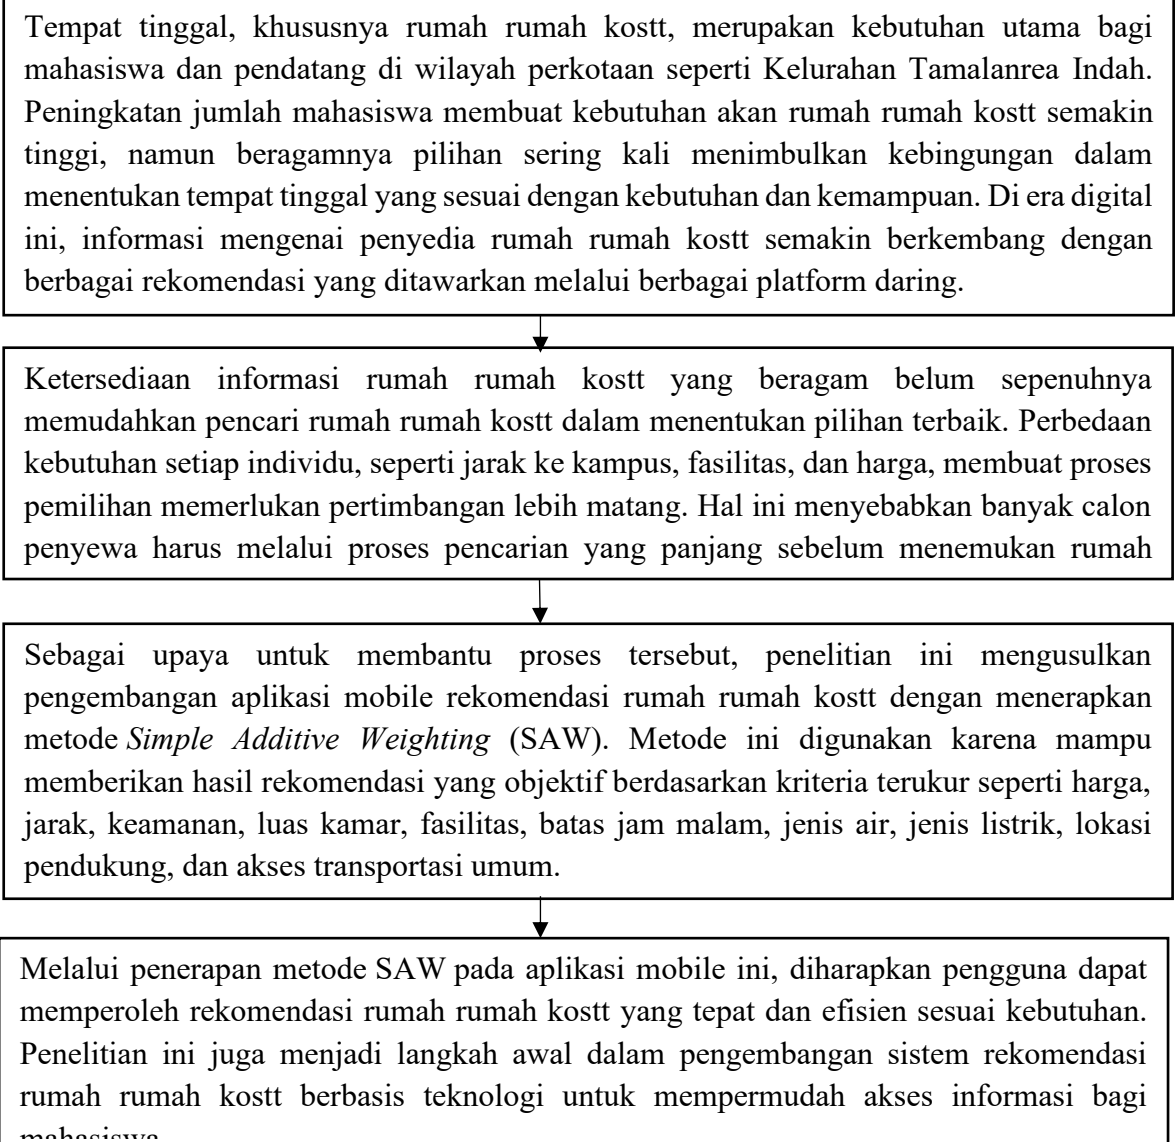 Tempat tinggal, khususnya rumah rumah kostt, merupakan kebutuhan utama bagi
mahasiswa dan pendatang di wilayah perkotaan seperti Kelurahan Tamalanrea Indah.
Peningkatan jumlah mahasiswa membuat kebutuhan akan rumah rumah kostt semakin
tinggi, namun beragamnya pilihan sering kali menimbulkan kebingungan dalam
menentukan tempat tinggal yang sesuai dengan kebutuhan dan kemampuan. Di era digital
ini, informasi mengenai penyedia rumah rumah kostt semakin berkembang dengan
berbagai rekomendasi yang ditawarkan melalui berbagai platform daring.
Ketersediaan informasi rumah rumah kostt yang beragam belum sepenuhnya
memudahkan pencari rumah rumah kostt dalam menentukan pilihan terbaik. Perbedaan
kebutuhan setiap individu, seperti jarak ke kampus, fasilitas, dan harga, membuat proses
pemilihan memerlukan pertimbangan lebih matang. Hal ini menyebabkan banyak calon
penyewa harus melalui proses pencarian yang panjang sebelum menemukan rumah
Sebagai upaya untuk membantu proses tersebut, penelitian ini mengusulkan
pengembangan aplikasi mobile rekomendasi rumah rumah kostt dengan menerapkan
metode Simple Additive Weighting (SAW). Metode ini digunakan karena mampu
memberikan hasil rekomendasi yang objektif berdasarkan kriteria terukur seperti harga,
jarak, keamanan, luas kamar, fasilitas, batas jam malam, jenis air, jenis listrik, lokasi
pendukung, dan akses transportasi umum.
Melalui penerapan metode SAW pada aplikasi mobile ini, diharapkan pengguna dapat
memperoleh rekomendasi rumah rumah kostt yang tepat dan efisien sesuai kebutuhan.
Penelitian ini juga menjadi langkah awal dalam pengembangan sistem rekomendasi
rumah rumah kostt berbasis teknologi untuk mempermudah akses informasi bagi
mahasiswa